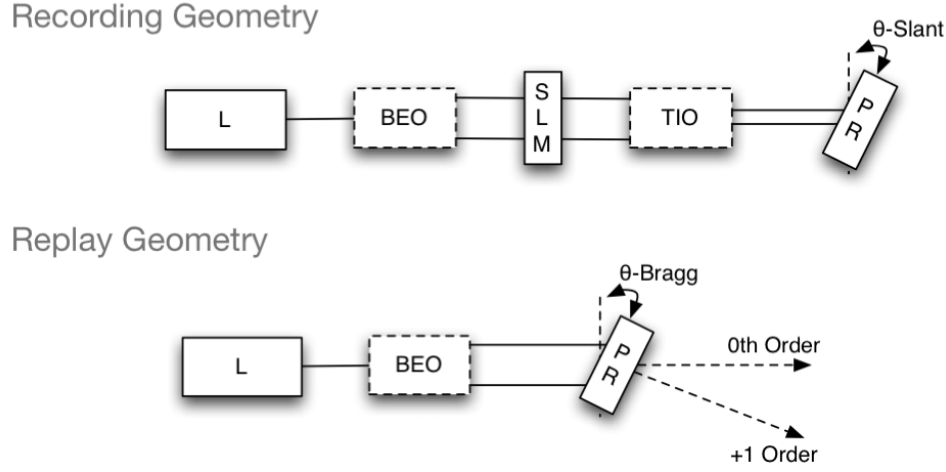 Recording Geometry
θ-Slant
L
BEO
S
L
M
TIO
P
R
Replay Geometry
θ-Bragg
L
BEO
P
R
0th Order
+1 Order